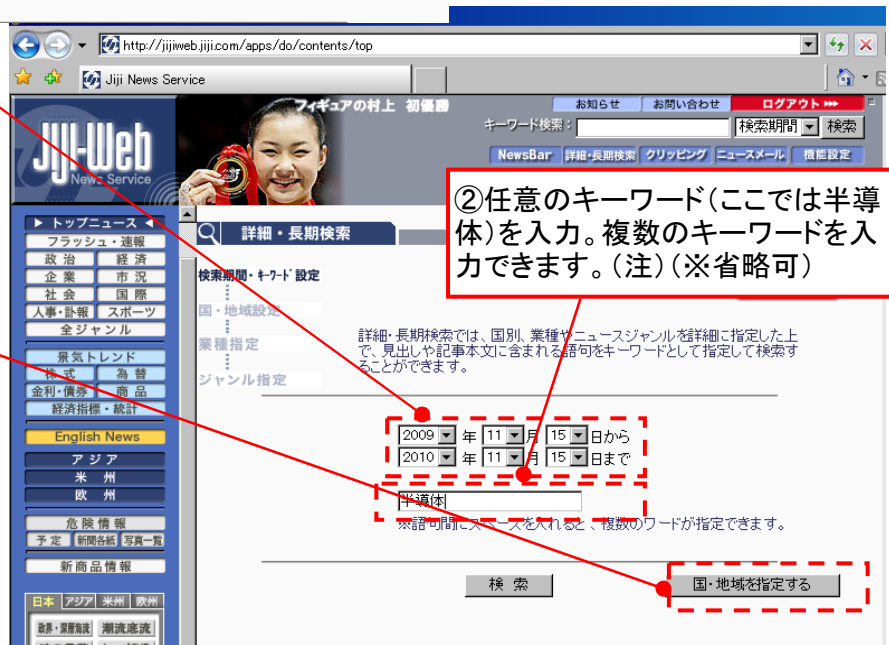 http://jijiweb.jiji.com/apps/do/contents/top
Jiji News Service
フィギュアの村上 初優勝
お知らせ
お問い合わせ
ログアウト
キーワード検索：
検索期間
検索
JIJI-Web
News Service
NewsBar
詳細・長期検索
クリッピング
ニュースメール
機能設定
②任意のキーワード（ここでは半導
体）を入力。複数のキーワードを入
力できます。（注）（※省略可）
トップニュース
フラッシュ・速報
政 治
経 済
企 業
市 況
社 会
国 際
人事・訃報
スポーツ
全ジャンル
景気トレンド
株 式
為 替
金利・債券
商 品
経済指標・統計
English News
ア ジ ア
米 州
欧 州
危 険 情 報
予 定
新聞各紙
写真一覧
新 商 品 情 報
日本
アジア
米州
欧州
潮流底流
詳細・長期検索
検索期間・ｷｰﾜｰﾄﾞ設定
国・地域設定
業種指定
ジャンル指定
詳細・長期検索では、国別、業種やニュースジャンルを詳細に指定した上
で、見出しや記事本文に含まれる語句をキーワードとして指定して検索す
ることができます。
2009 年 11 月 15 日から
2010 年 11 月 15 日まで
半導体
※語句間にスペースを入れると、複数のワードが指定できます。
検 索
国・地域を指定する